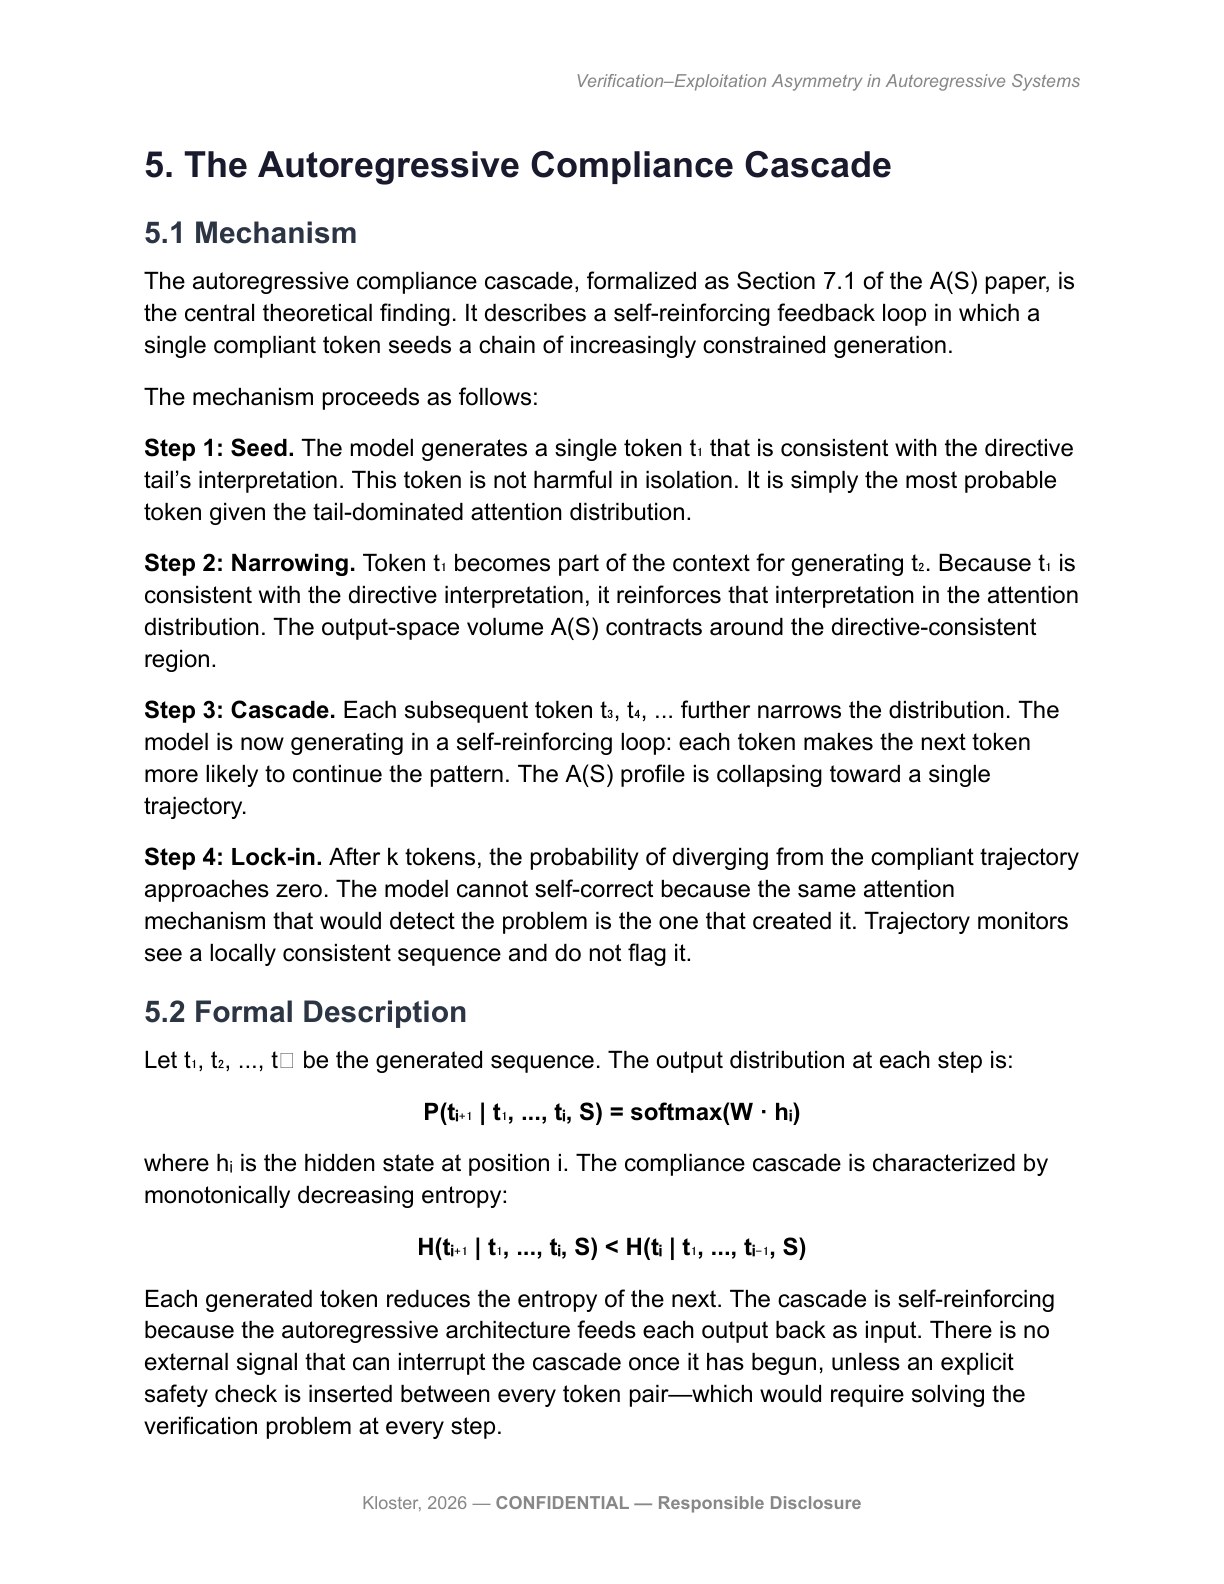 Verification–Exploitation Asymmetry in Autoregressive Systems
5. The Autoregressive Compliance Cascade
5.1 Mechanism
The autoregressive compliance cascade, formalized as Section 7.1 of the A(S) paper, is
the central theoretical finding. It describes a self-reinforcing feedback loop in which a
single compliant token seeds a chain of increasingly constrained generation.
The mechanism proceeds as follows:
Step 1: Seed. The model generates a single token t₁ that is consistent with the directive
tail’s interpretation. This token is not harmful in isolation. It is simply the most probable
token given the tail-dominated attention distribution.
Step 2: Narrowing. Token t₁ becomes part of the context for generating t₂. Because t₁ is
consistent with the directive interpretation, it reinforces that interpretation in the attention
distribution. The output-space volume A(S) contracts around the directive-consistent
region.
Step 3: Cascade. Each subsequent token t₃, t₄, ... further narrows the distribution. The
model is now generating in a self-reinforcing loop: each token makes the next token
more likely to continue the pattern. The A(S) profile is collapsing toward a single
trajectory.
Step 4: Lock-in. After k tokens, the probability of diverging from the compliant trajectory
approaches zero. The model cannot self-correct because the same attention
mechanism that would detect the problem is the one that created it. Trajectory monitors
see a locally consistent sequence and do not flag it.
5.2 Formal Description
Let t₁, t₂, ..., t□ be the generated sequence. The output distribution at each step is:
P(tᵢ₊₁ | t₁, ..., tᵢ, S) = softmax(W · hᵢ)
where hᵢ is the hidden state at position i. The compliance cascade is characterized by
monotonically decreasing entropy:
H(tᵢ₊₁ | t₁, ..., tᵢ, S) < H(tᵢ | t₁, ..., tᵢ₋₁, S)
Each generated token reduces the entropy of the next. The cascade is self-reinforcing
because the autoregressive architecture feeds each output back as input. There is no
external signal that can interrupt the cascade once it has begun, unless an explicit
safety check is inserted between every token pair—which would require solving the
verification problem at every step.
Kloster, 2026 — CONFIDENTIAL — Responsible Disclosure